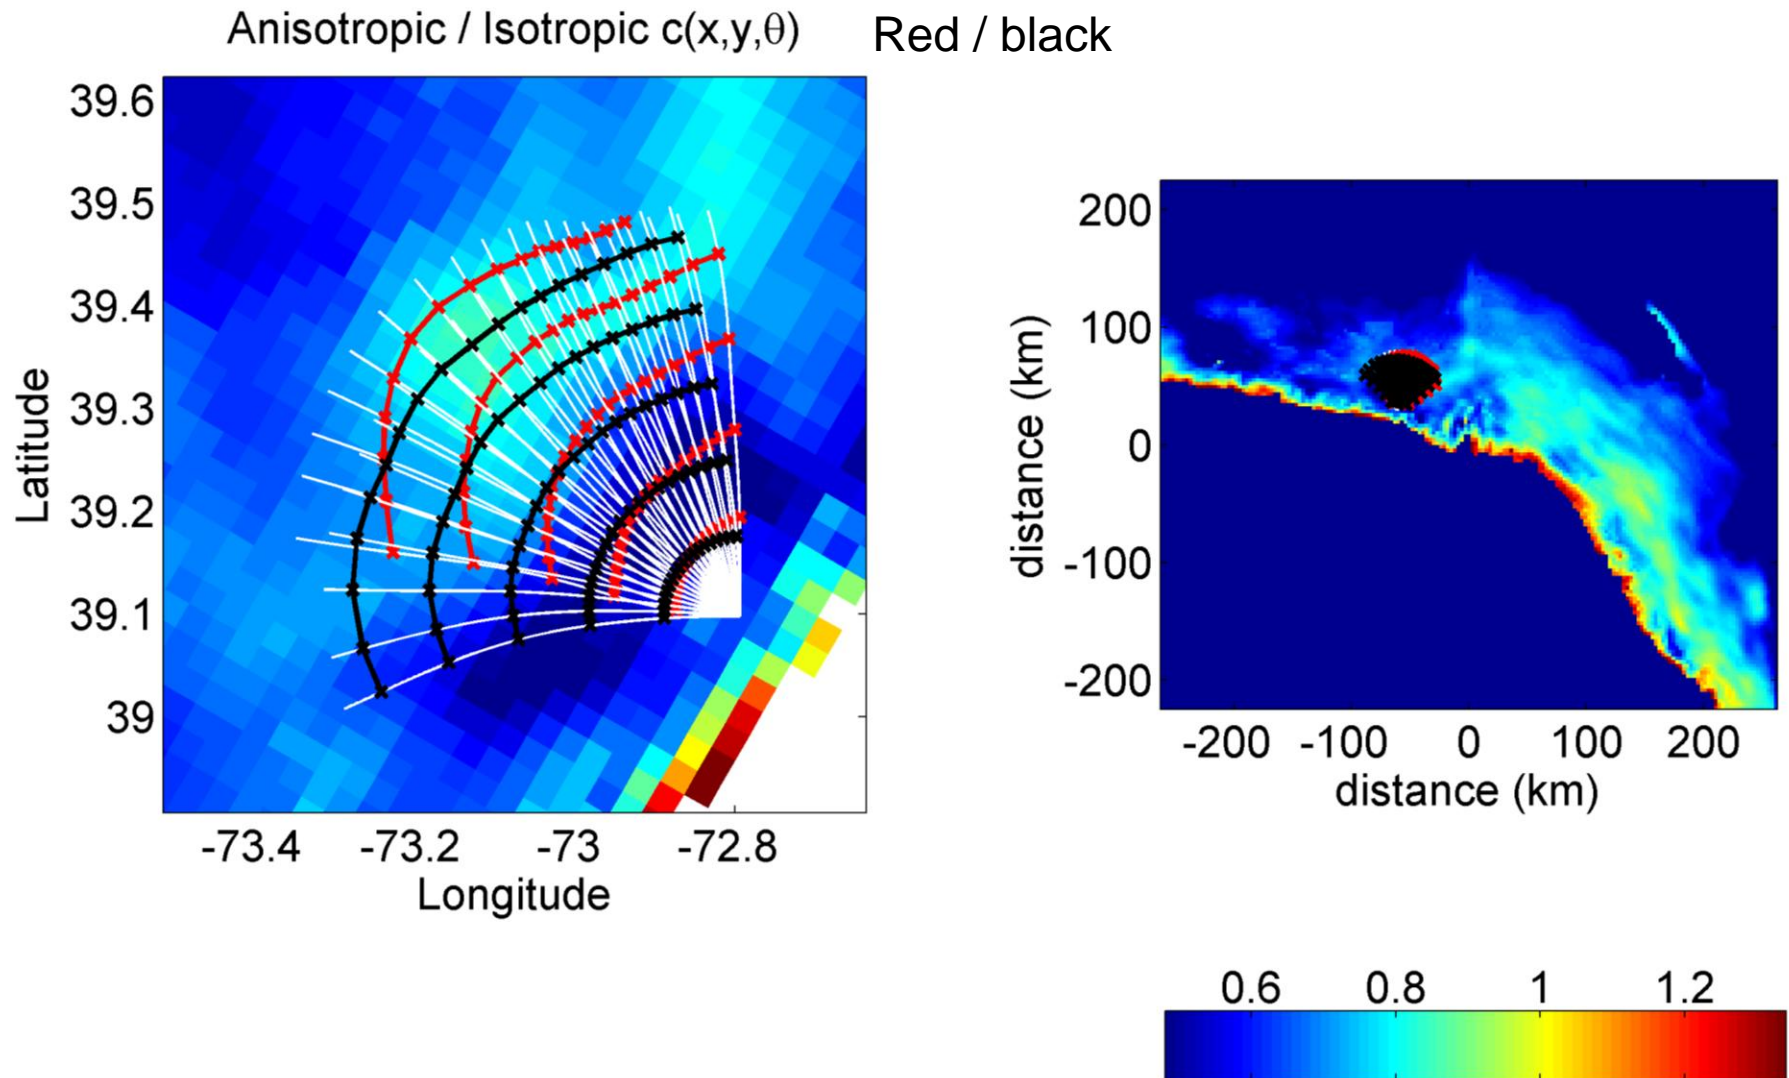 Anisotropic / Isotropic c(x,y,θ)
Red / black
39.6
39.5
39.4
39.3
39.2
39.1
39
Latitude
-73.4 -73.2 -73 -72.8
Longitude
200
100
0
-100
-200
distance (km)
-200 -100 0 100 200
distance (km)
0.6 0.8 1 1.2